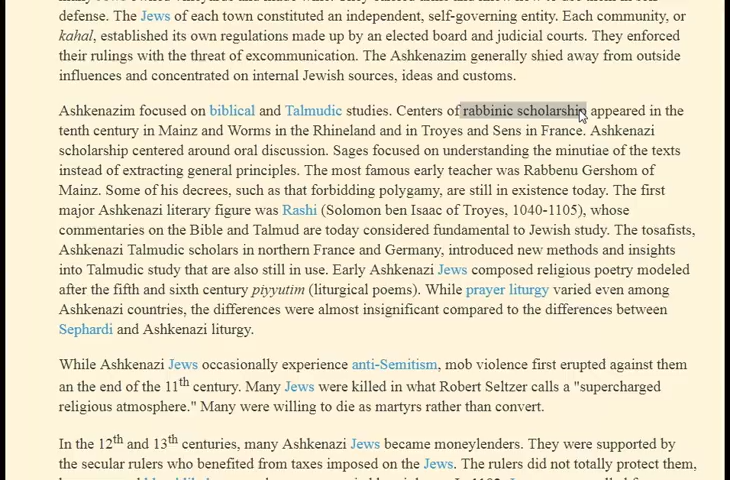 defense. The Jews of each town constituted an independent, self-governing entity. Each community, or
kahal, established its own regulations made up by an elected board and judicial courts. They enforced
their rulings with the threat of excommunication. The Ashkenazim generally shied away from outside
influences and concentrated on internal Jewish sources, ideas and customs.
Ashkenazim focused on biblical and Talmudic studies. Centers of rabbinic scholarship appeared in the
tenth century in Mainz and Worms in the Rhineland and in Troyes and Sens in France. Ashkenazi
scholarship centered around oral discussion. Sages focused on understanding the minutiae of the texts
instead of extracting general principles. The most famous early teacher was Rabbenu Gershom of
Mainz. Some of his decrees, such as that forbidding polygamy, are still in existence today. The first
major Ashkenazi literary figure was Rashi (Solomon ben Isaac of Troyes, 1040-1105), whose
commentaries on the Bible and Talmud are today considered fundamental to Jewish study. The tosafists,
Ashkenazi Talmudic scholars in northern France and Germany, introduced new methods and insights
into Talmudic study that are also still in use. Early Ashkenazi Jews composed religious poetry modeled
after the fifth and sixth century piyyutim (liturgical poems). While prayer liturgy varied even among
Ashkenazi countries, the differences were almost insignificant compared to the differences between
Sephardi and Ashkenazi liturgy.
While Ashkenazi Jews occasionally experience anti-Semitism, mob violence first erupted against them
an the end of the 11th century. Many Jews were killed in what Robert Seltzer calls a "supercharged
religious atmosphere." Many were willing to die as martyrs rather than convert.
In the 12th and 13th centuries, many Ashkenazi Jews became moneylenders. They were supported by
the secular rulers who benefited from taxes imposed on the Jews. The rulers did not totally protect them,